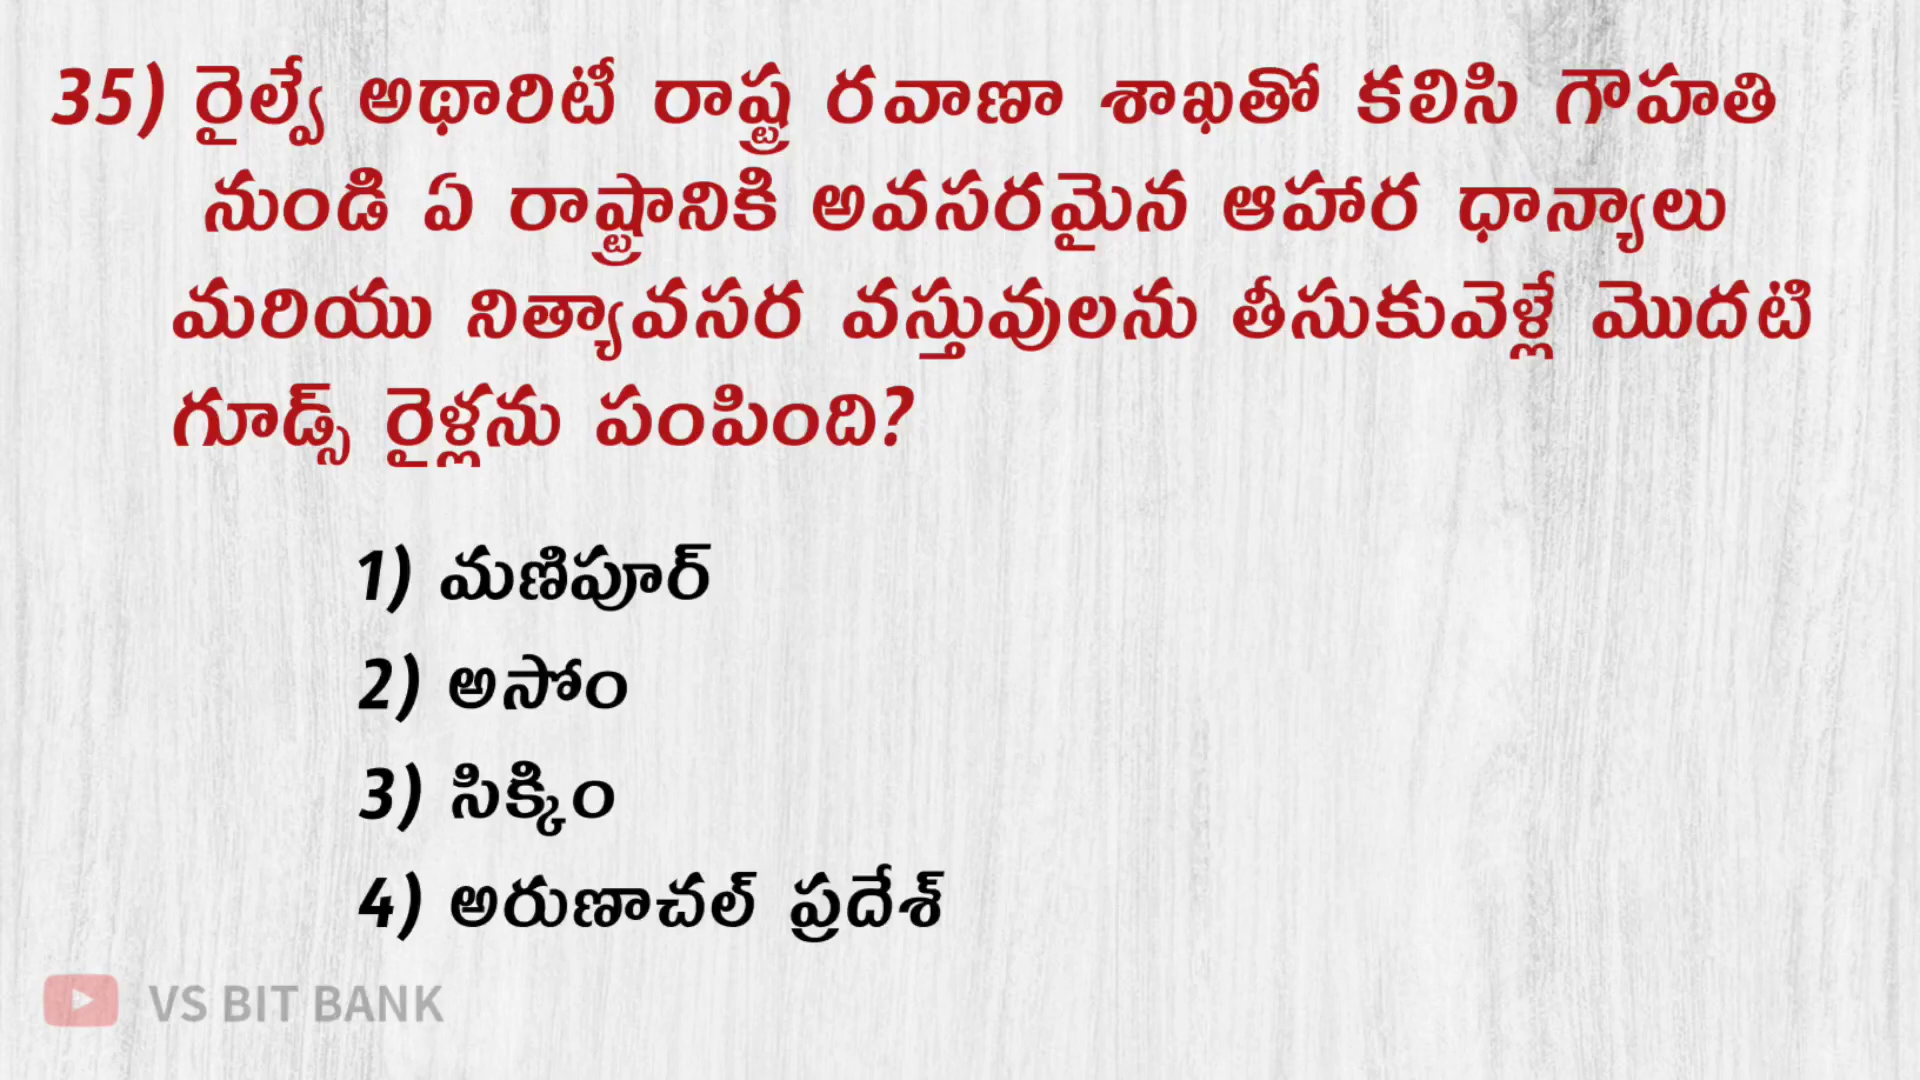 35) రైల్వే అథారిటీ రాష్ట్ర రవాణా శాఖతో కలిసి గౌహతి
నుండి ఏ రాష్ట్రానికి అవసరమైన ఆహార ధాన్యాలు
మరియు నిత్యావసర వస్తువులను తీసుకువెళ్లే మొదటి
గూడ్స్ రైళ్లను పంపింది?
1) మణిపూర్
2) అసోం
3) సిక్కిం
4) అరుణాచల్ ప్రదేశ్
VS BIT BANK